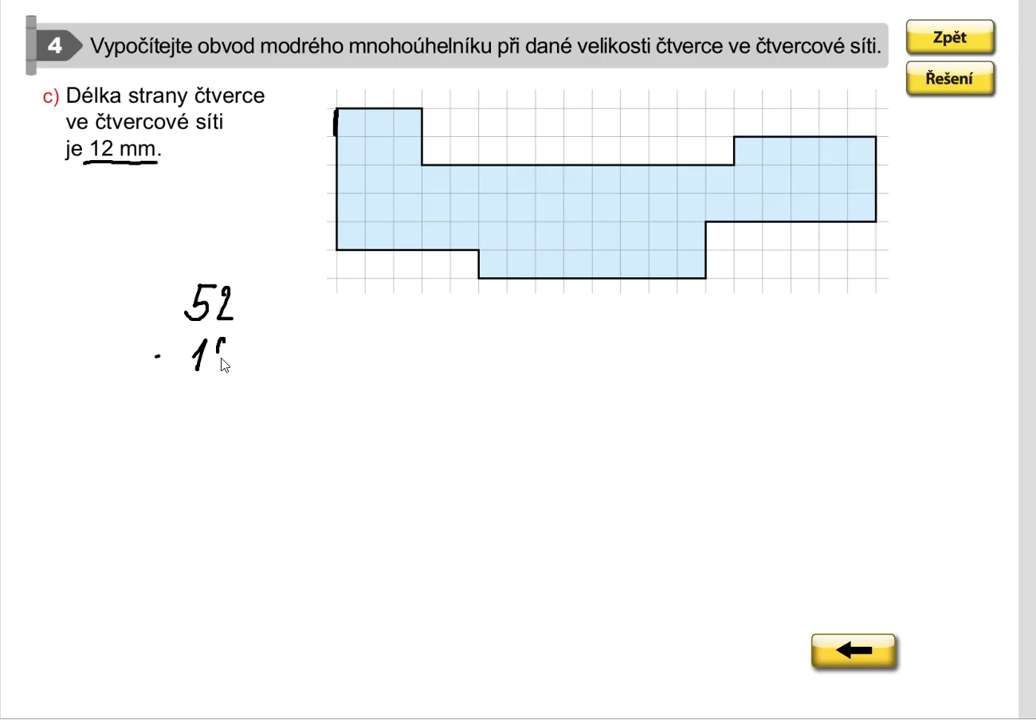 4 Vypočítejte obvod modrého mnohoúhelníku při dané velikosti čtverce ve čtvercové síti.
Zpět
Řešení
c) Délka strany čtverce
ve čtvercové síti
je 12 mm.
52
· 1